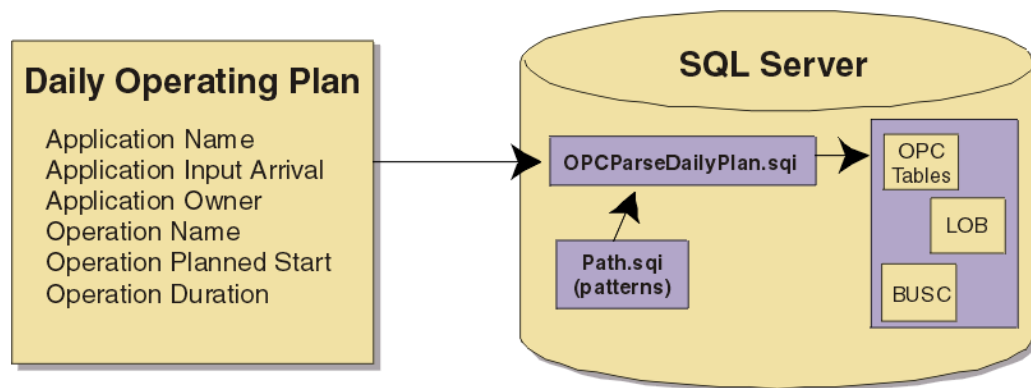 Daily Operating Plan
Application Name
Application Input Arrival
Application Owner
Operation Name
Operation Planned Start
Operation Duration
SQL Server
OPCParseDailyPlan.sqi
Path.sqi
(patterns)
OPC
Tables
LOB
BUSC